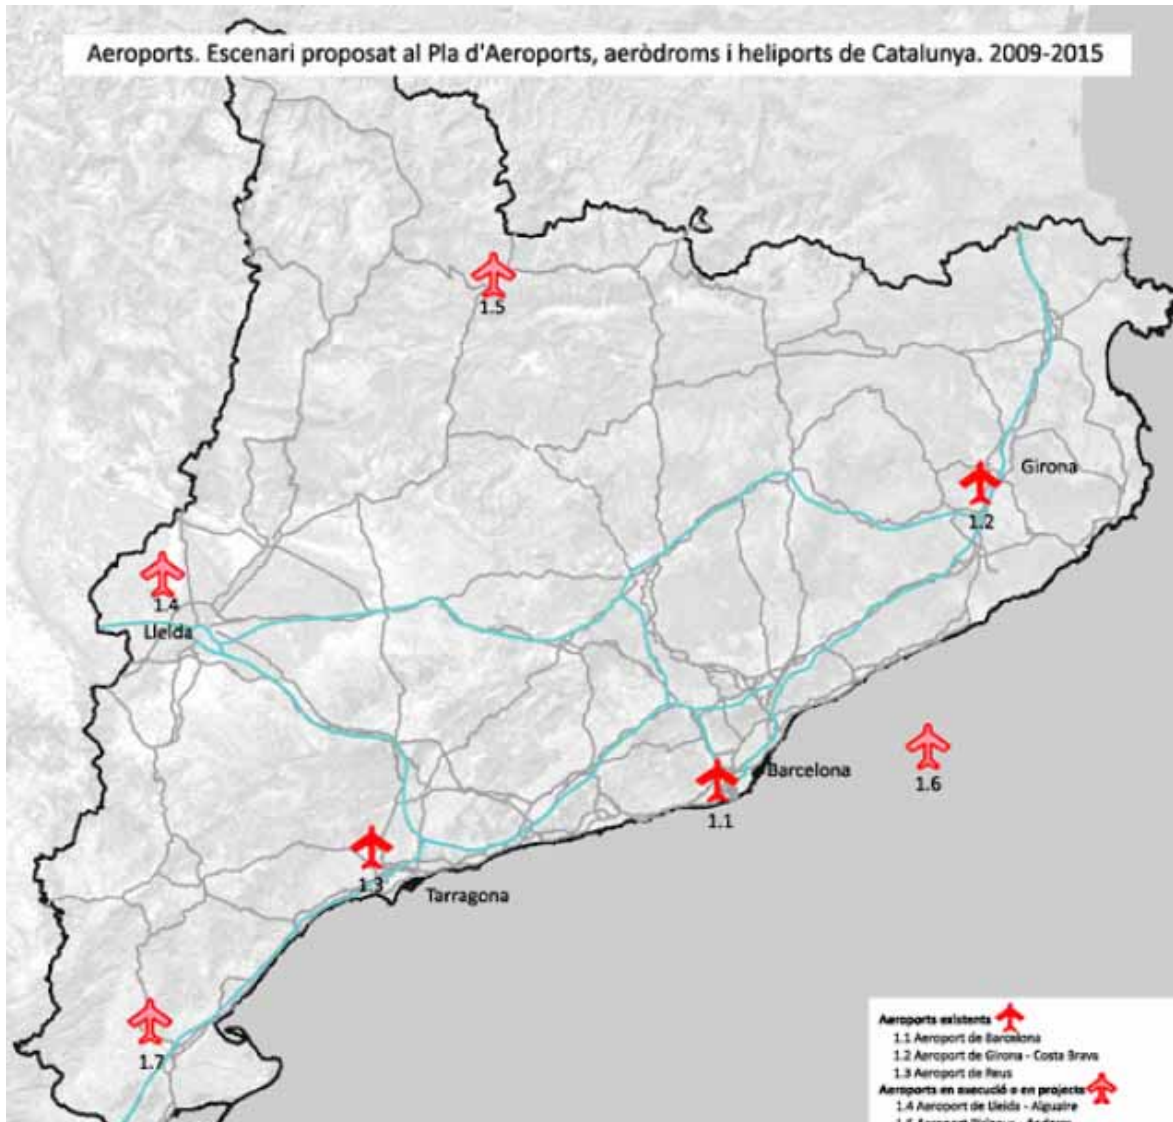 Aeroports. Escenari proposat al Pla d'Aeroports, aeròdroms i heliports de Catalunya. 2009-2015
1.5
Girona
1.2
1.4
Lleida
Barcelona
1.6
1.1
1.3
Tarragona
1.7
Aeroports existents
1.1 Aeroport de Barcelona
1.2 Aeroport de Girona - Costa Brava
1.3 Aeroport de Reus
Aeroports en execució o en projecte
1.4 Aeroport de Lleida - Alguaire